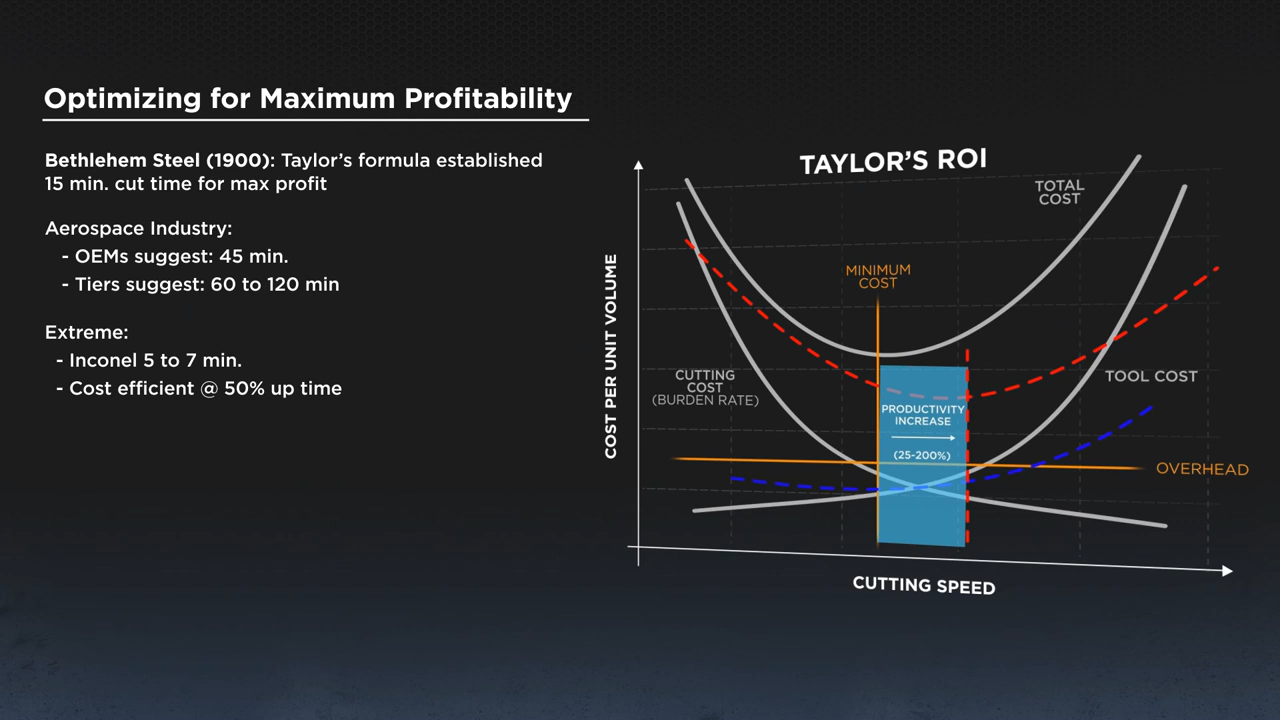 Optimizing for Maximum Profitability
Bethlehem Steel (1900): Taylor’s formula established
15 min. cut time for max profit
Aerospace Industry:
- OEMs suggest: 45 min.
- Tiers suggest: 60 to 120 min
Extreme:
- Inconel 5 to 7 min.
- Cost efficient @ 50% up time
TAYLOR’S ROI
TOTAL
COST
MINIMUM
COST
COST PER UNIT VOLUME
CUTTING
COST
(BURDEN RATE)
TOOL COST
PRODUCTIVITY
INCREASE
(25-200%)
OVERHEAD
CUTTING SPEED